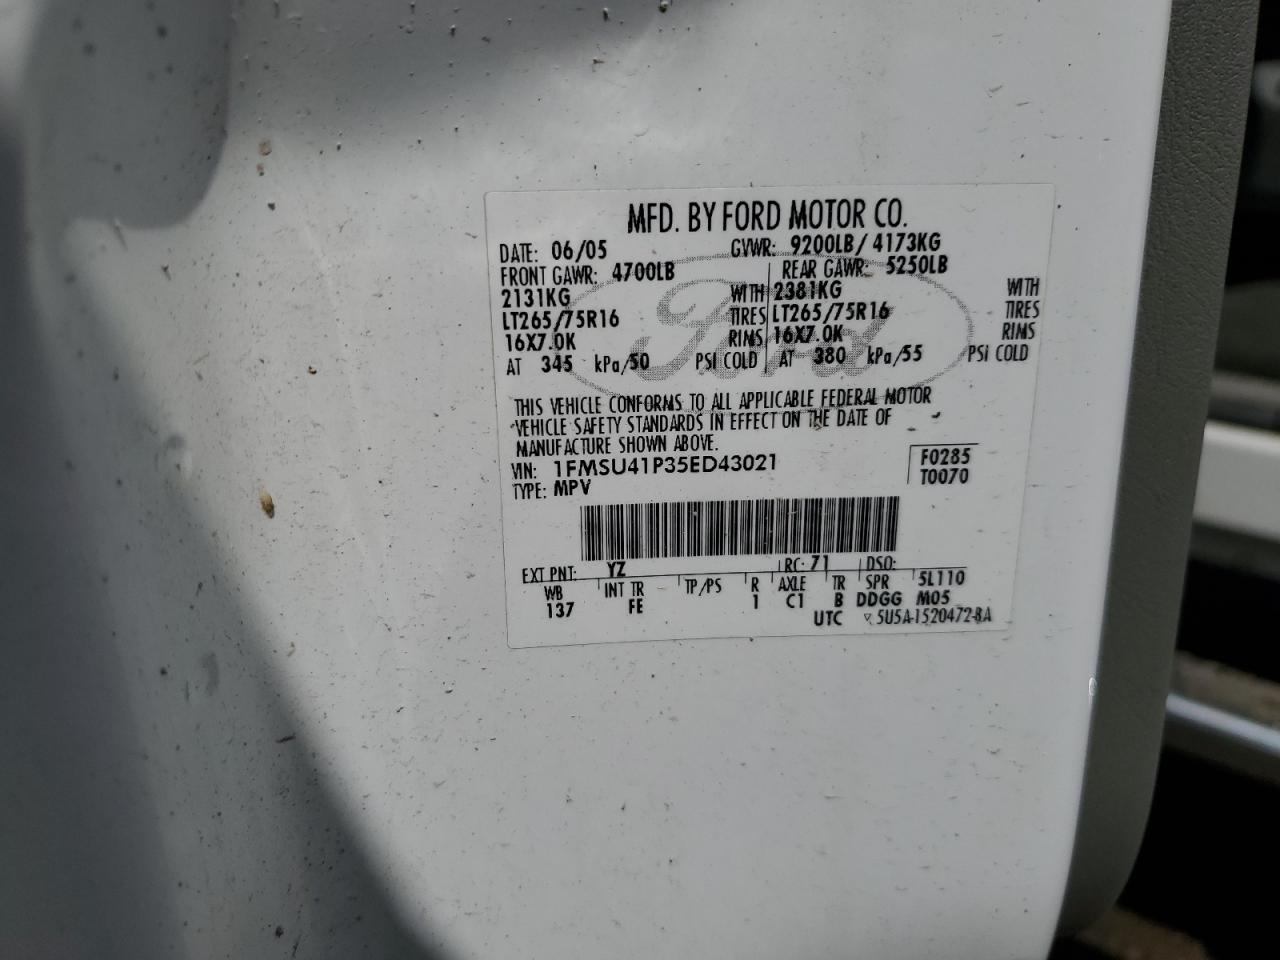 MFD. BY FORD MOTOR CO.
DATE: 06/05 GVWR: 9200LB/ 4173KG
FRONT GAWR: 4700LB REAR GAWR: 5250LB
2131KG WITH 2381KG WITH
LT265/75R16 TIRES LT265/75R16 TIRES
16X7.0K RIMS 16X7.0K RIMS
AT 345 kPa/50 PSI COLD AT 380 kPa/55 PSI COLD
Ford
THIS VEHICLE CONFORMS TO ALL APPLICABLE FEDERAL MOTOR
VEHICLE SAFETY STANDARDS IN EFFECT ON THE DATE OF
MANUFACTURE SHOWN ABOVE.
VIN: 1FMSU41P35ED43021 F0285
TYPE: MPV T0070
EXT PNT: YZ RC: 71 DSO:
WB INT TR TP/PS R AXLE TR SPR 5L110
137 FE 1 C1 B DDGG M05
UTC 5U5A-1520472-BA